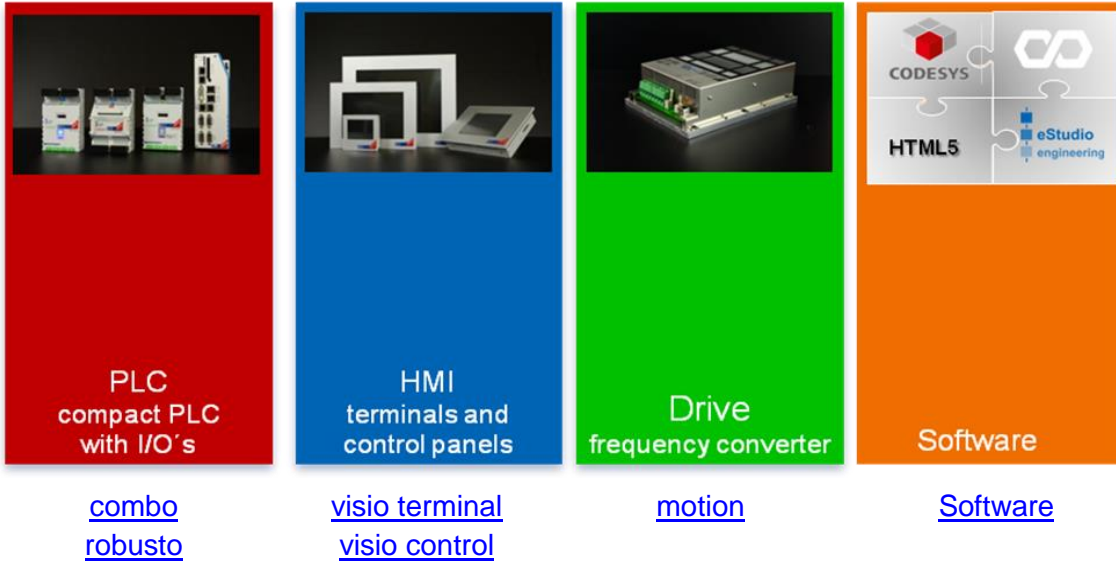 CODESYS
HTML5
eStudio
engineering
PLC
compact PLC
with I/O´s
HMI
terminals and
control panels
Drive
frequency converter
Software
combo
robusto
visio terminal
visio control
motion
Software